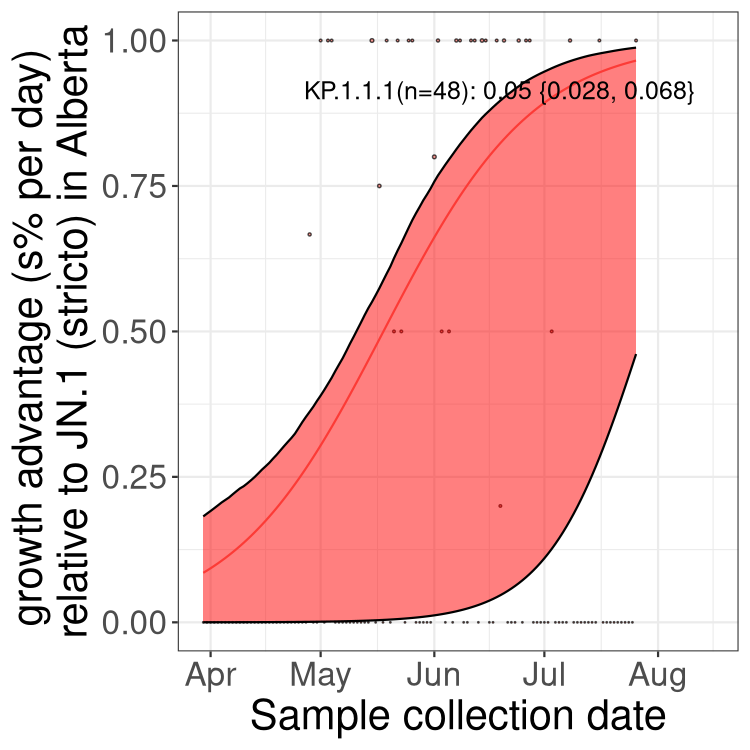 growth advantage (s% per day)
relative to JN.1 (stricto) in Alberta
1.00
0.75
0.50
0.25
0.00
KP.1.1.1(n=48): 0.05 {0.028, 0.068}
Apr May Jun Jul Aug
Sample collection date